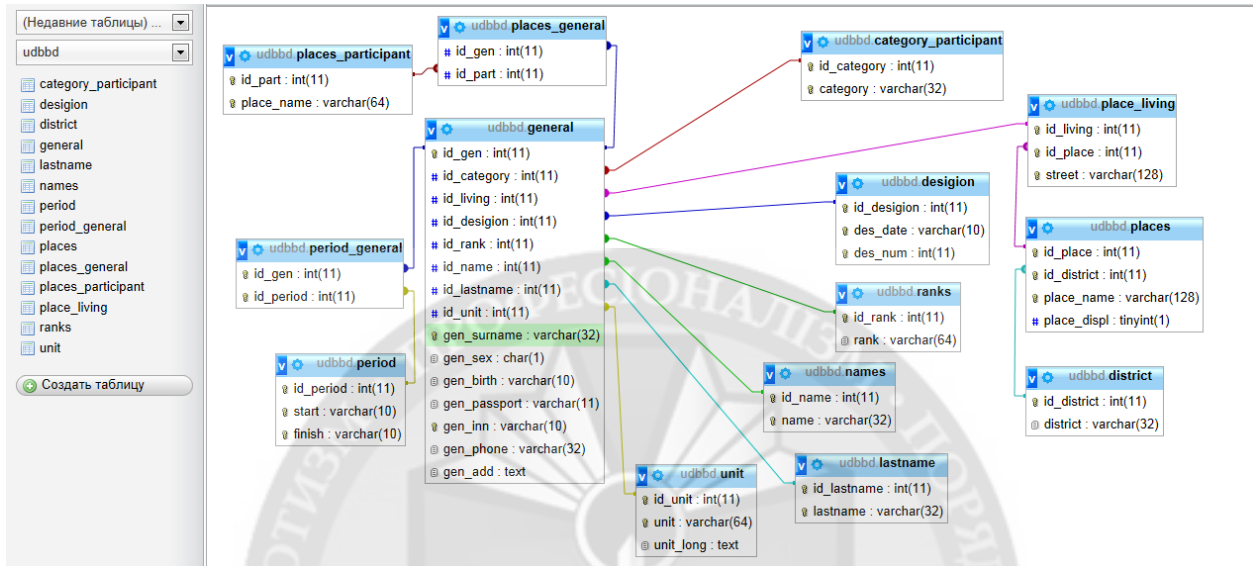 (Недавние таблицы) ...
udbbd
category_participant
desigion
district
general
lastname
names
period
period_general
places
places_general
places_participant
place_living
ranks
unit
Создать таблицу
v udbbd.places_participant
id_part : int(11)
place_name : varchar(64)
v udbbd.places_general
# id_gen : int(11)
# id_part : int(11)
v udbbd.general
id_gen : int(11)
# id_category : int(11)
# id_living : int(11)
# id_desigion : int(11)
# id_rank : int(11)
# id_name : int(11)
# id_lastname : int(11)
# id_unit : int(11)
gen_surname : varchar(32)
gen_sex : char(1)
gen_birth : varchar(10)
gen_passport : varchar(11)
gen_inn : varchar(10)
gen_phone : varchar(32)
gen_add : text
v udbbd.period_general
id_gen : int(11)
id_period : int(11)
v udbbd.period
id_period : int(11)
start : varchar(10)
finish : varchar(10)
v udbbd.category_participant
id_category : int(11)
category : varchar(32)
v udbbd.place_living
id_living : int(11)
id_place : int(11)
street : varchar(128)
v udbbd.desigion
id_desigion : int(11)
des_date : varchar(10)
des_num : int(11)
v udbbd.places
id_place : int(11)
id_district : int(11)
place_name : varchar(128)
# place_displ : tinyint(1)
v udbbd.ranks
id_rank : int(11)
rank : varchar(64)
v udbbd.names
id_name : int(11)
name : varchar(32)
v udbbd.district
id_district : int(11)
district : varchar(32)
v udbbd.lastname
id_lastname : int(11)
lastname : varchar(32)
v udbbd.unit
id_unit : int(11)
unit : varchar(64)
unit_long : text
ПРОФЕСІОНАЛІЗМ